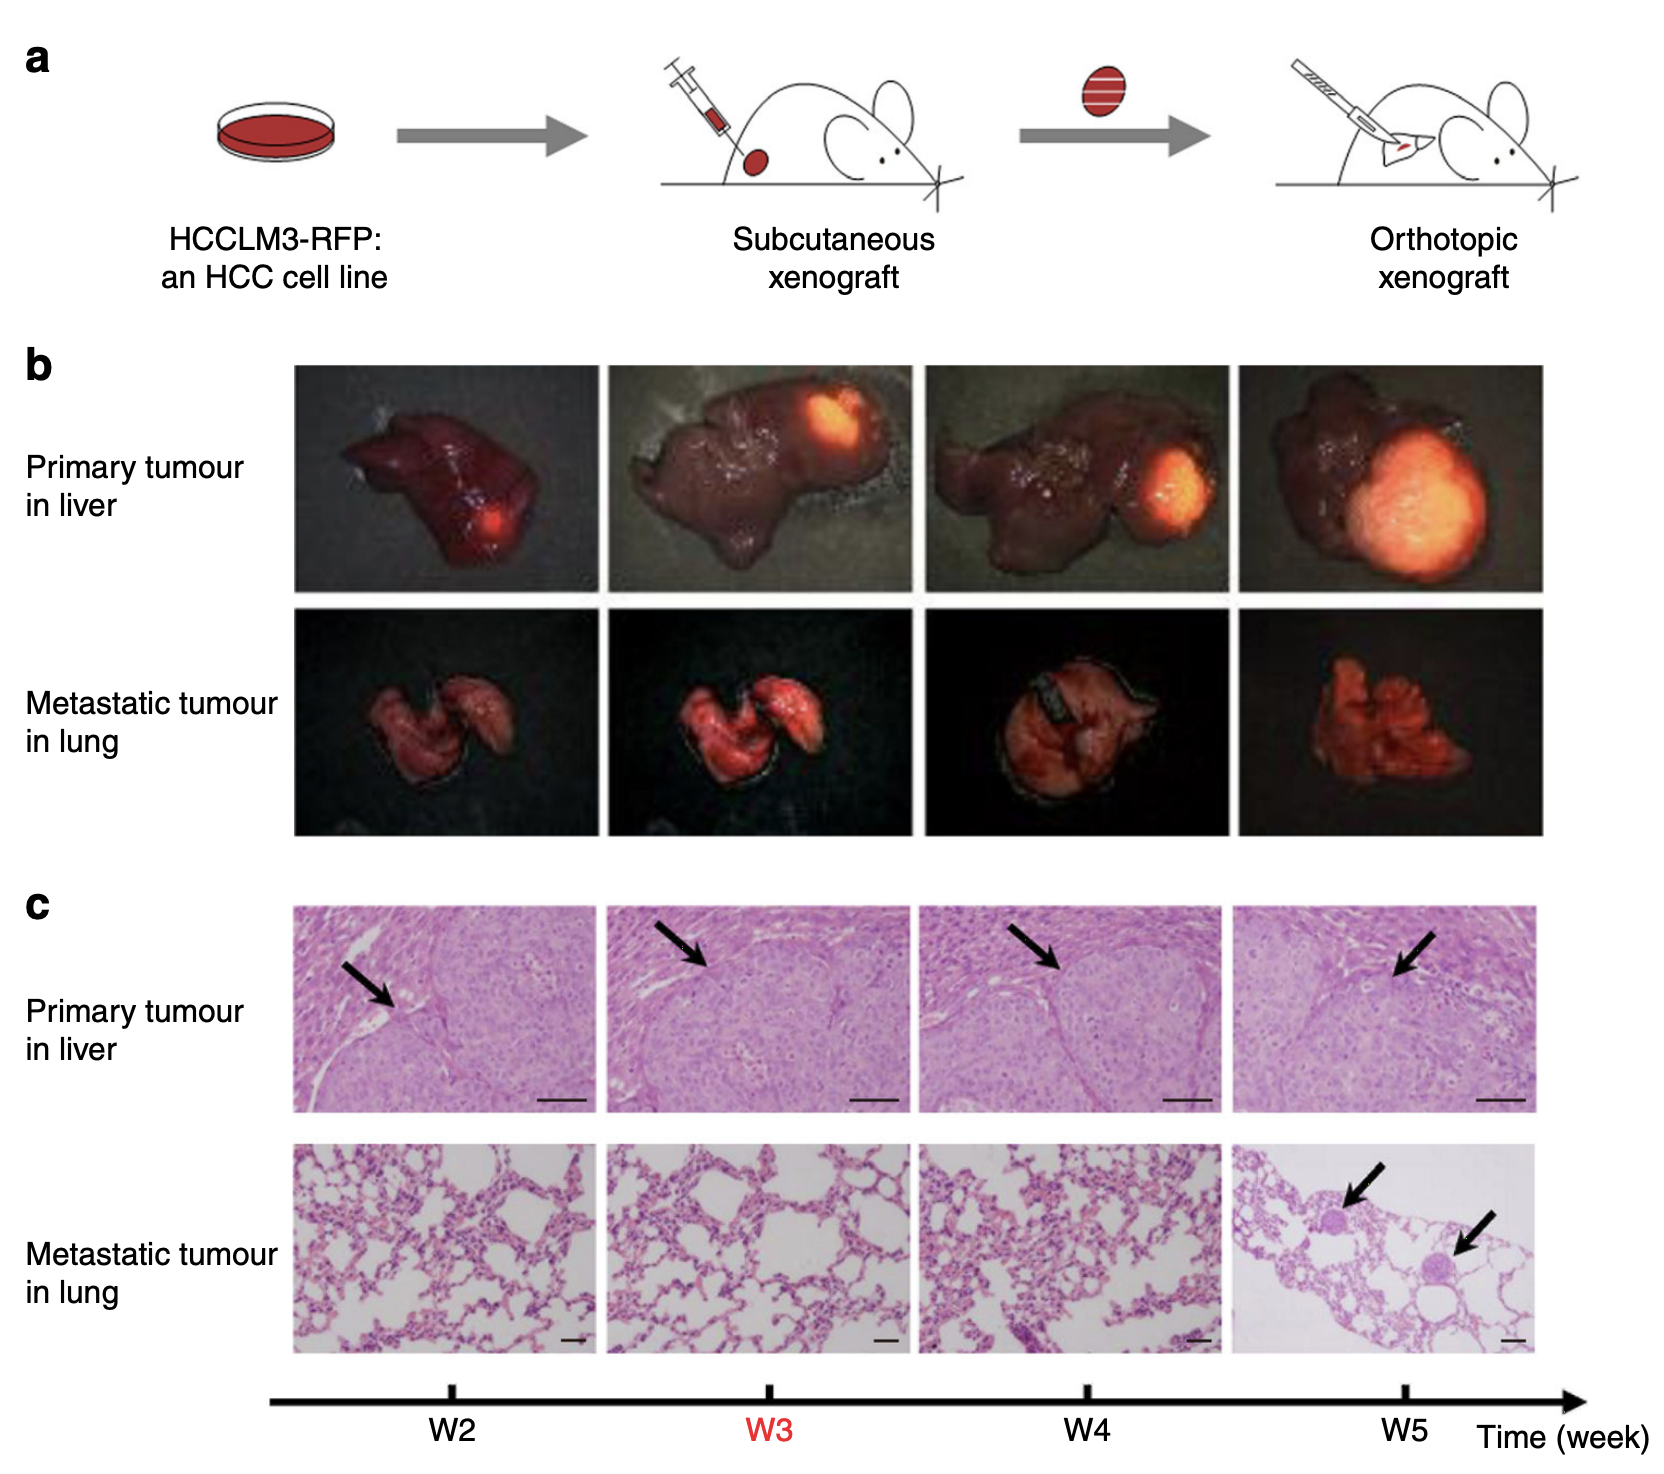 a
HCCLM3-RFP:
an HCC cell line
Subcutaneous
xenograft
Orthotopic
xenograft
b
Primary tumour
in liver
Metastatic tumour
in lung
c
Primary tumour
in liver
Metastatic tumour
in lung
W2
W3
W4
W5
Time (week)